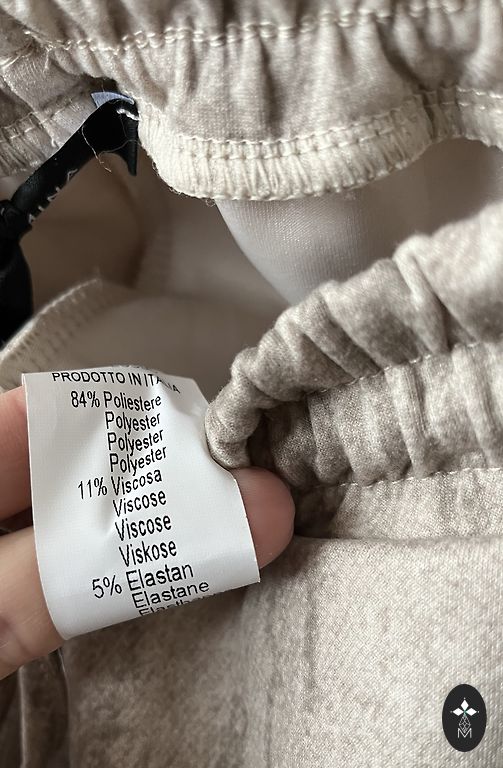 PRODOTTO IN ITALIA
84% Poliestere
Polyester
Polyester
Polyester
11% Viscosa
Viscose
Viscose
Viskose
5% Elastan
Elastane
M